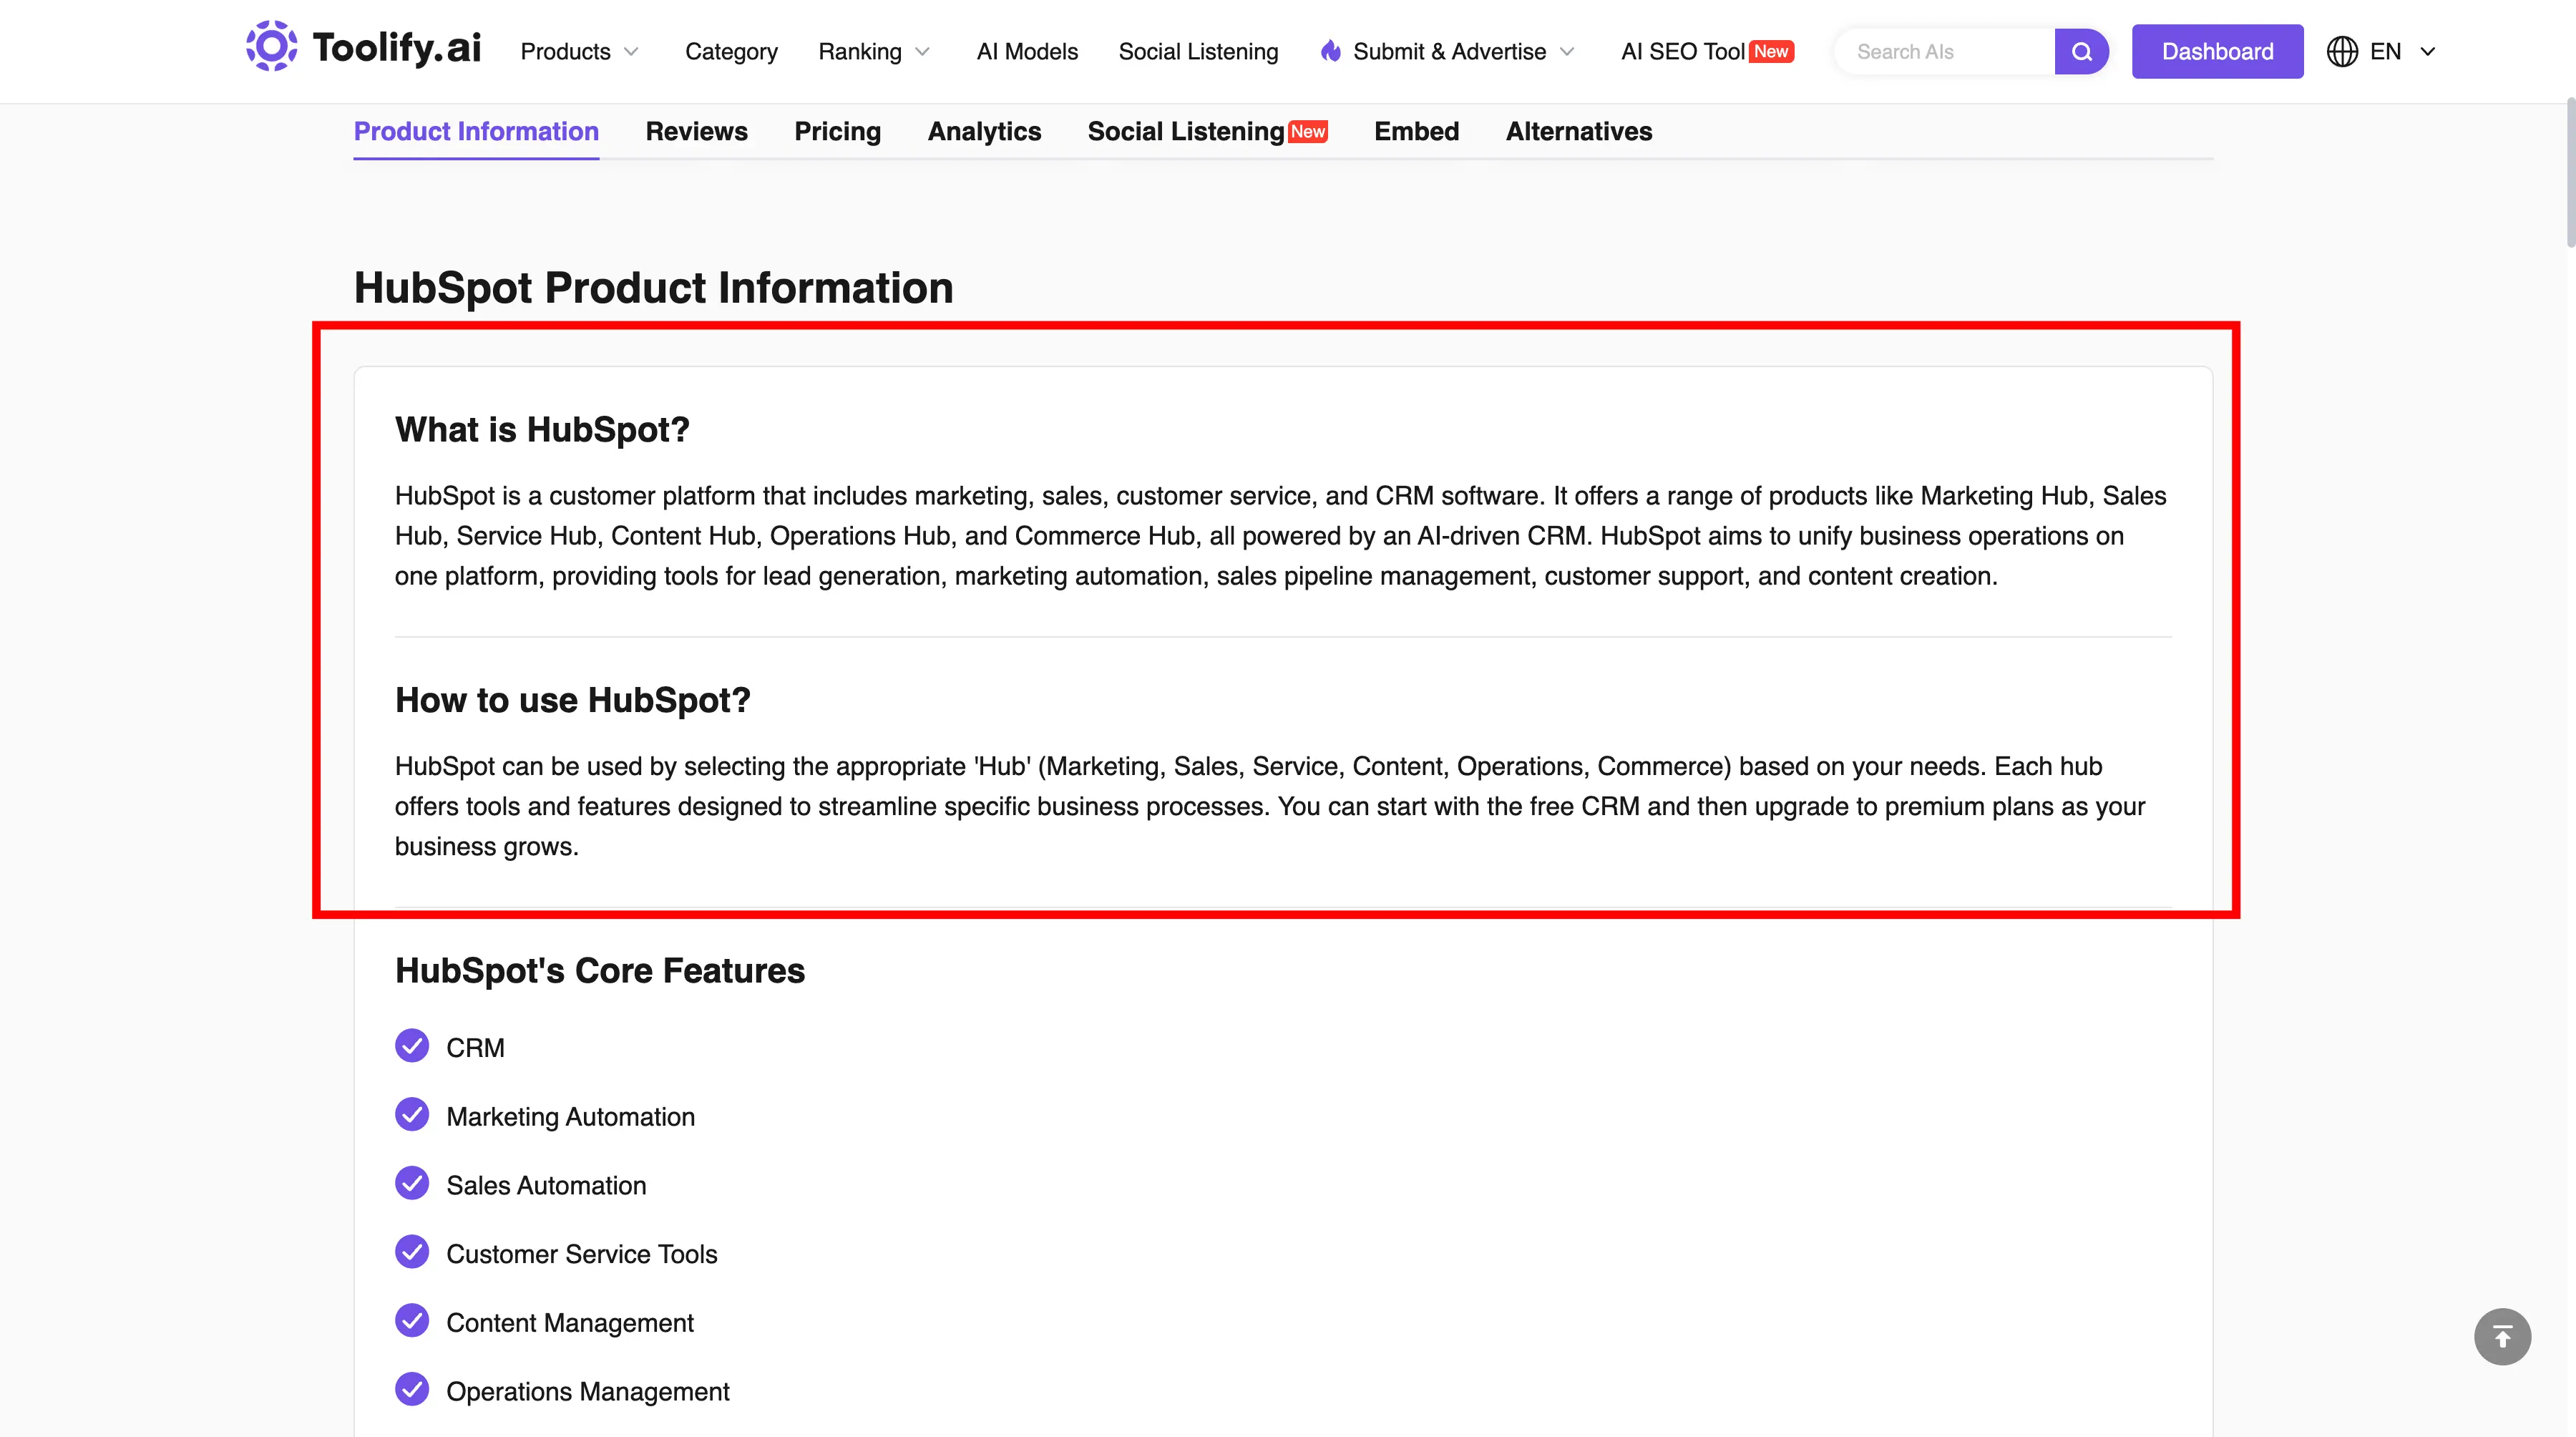 Toolify.ai Products Category Ranking AI Models Social Listening Submit & Advertise AI SEO Tool New Search AIs Dashboard EN
Product Information Reviews Pricing Analytics Social Listening New Embed Alternatives
HubSpot Product Information
What is HubSpot?
HubSpot is a customer platform that includes marketing, sales, customer service, and CRM software. It offers a range of products like Marketing Hub, Sales
Hub, Service Hub, Content Hub, Operations Hub, and Commerce Hub, all powered by an AI-driven CRM. HubSpot aims to unify business operations on
one platform, providing tools for lead generation, marketing automation, sales pipeline management, customer support, and content creation.
How to use HubSpot?
HubSpot can be used by selecting the appropriate 'Hub' (Marketing, Sales, Service, Content, Operations, Commerce) based on your needs. Each hub
offers tools and features designed to streamline specific business processes. You can start with the free CRM and then upgrade to premium plans as your
business grows.
HubSpot's Core Features
CRM
Marketing Automation
Sales Automation
Customer Service Tools
Content Management
Operations Management